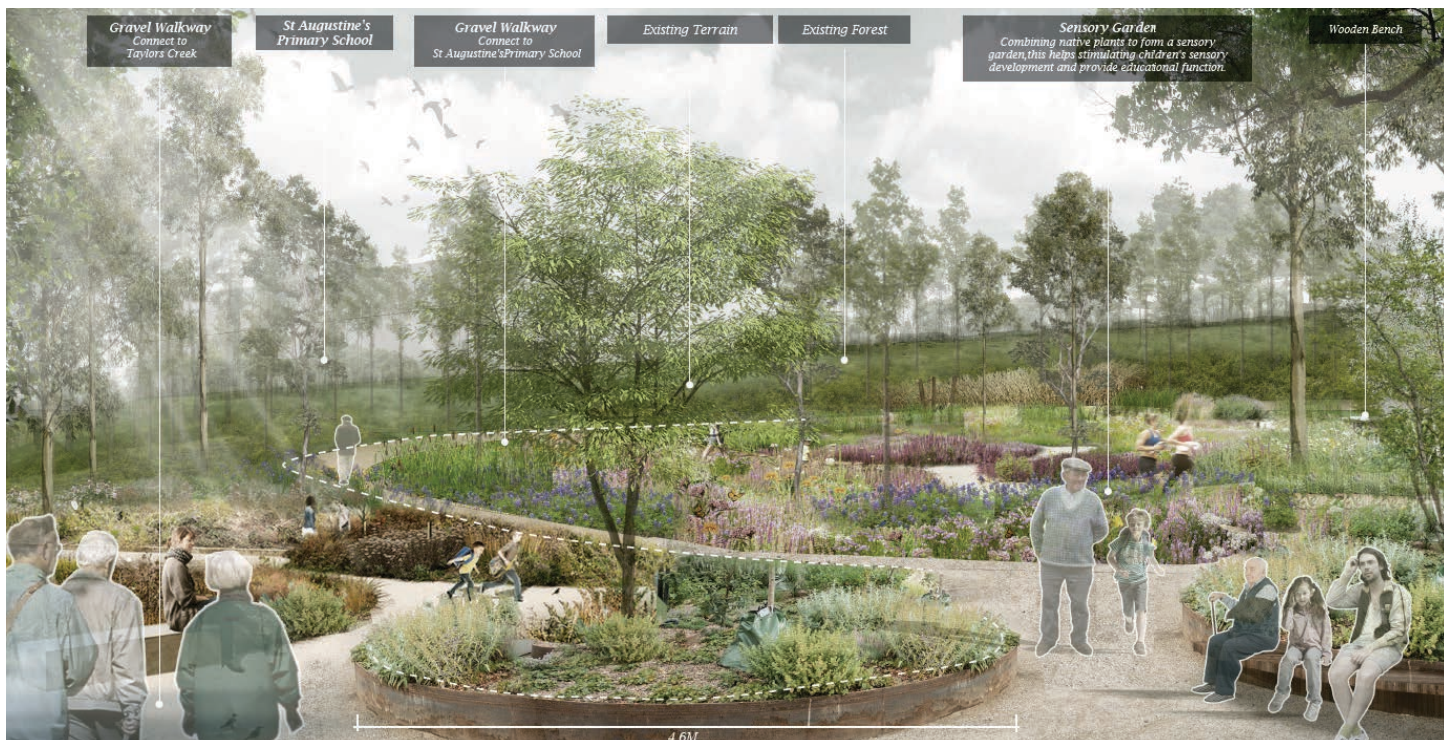 Gravel Walkway
Connect to
Taylors Creek
St Augustine's
Primary School
Gravel Walkway
Connect to
St Augustine'sPrimary School
Existing Terrain
Existing Forest
Sensory Garden
Combining native plants to form a sensory
garden,this helps stimulating children's sensory
development and provide educational function.
Wooden Bench
4.6M